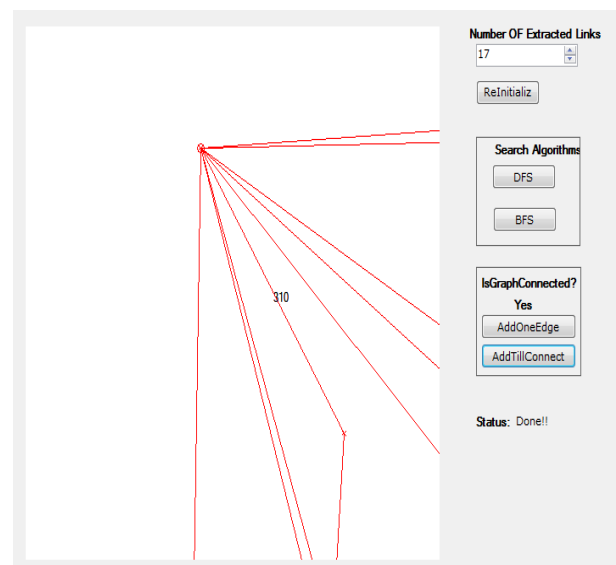 Number OF Extracted Links
17
ReInitializ
Search Algorithms
DFS
BFS
310
IsGraphConnected?
Yes
AddOneEdge
AddTillConnect
Status: Done!!